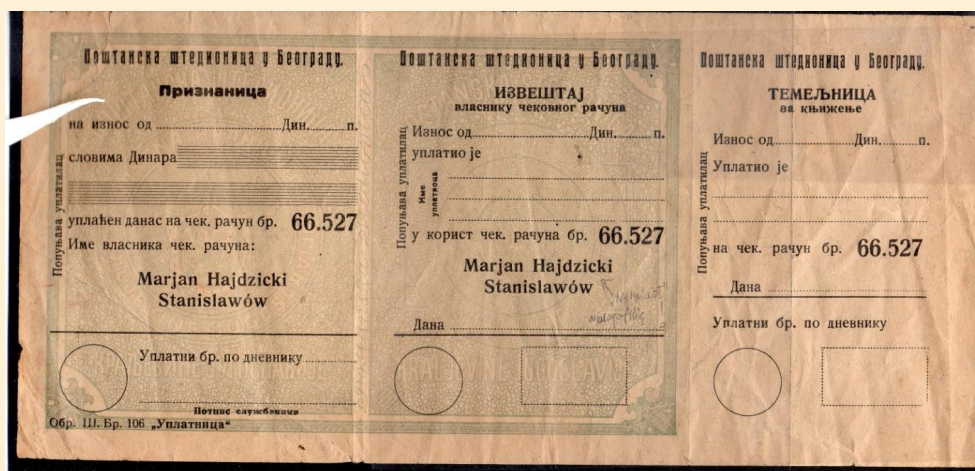 Поштанска штедионица у Београду.
Признаница
на износ од Дин. п.
словима Динара
уплаћен данас на чек. рачун бр. 66.527
Име власника чек. рачуна:
Marjan Hajdzicki
Stanislawów
Уплатни бр. по дневнику
Потпис службеника
Попуњава уплатилац
Обр. Ш. Бр. 106 „Уплатница“
Поштанска штедионица у Београду.
ИЗВЕШТАЈ
власнику чековног рачуна
Износ од Дин. п.
уплатио је
Име
уплатиоца
у корист чек. рачуна бр. 66.527
Marjan Hajdzicki
Stanislawów
Дана
Попуњава уплатилац
Поштанска штедионица у Београду.
ТЕМЕЉНИЦА
за књижење
Износ од Дин. п.
Уплатио је
на чек. рачун бр. 66.527
Дана
Уплатни бр. по дневнику
Попуњава уплатилац